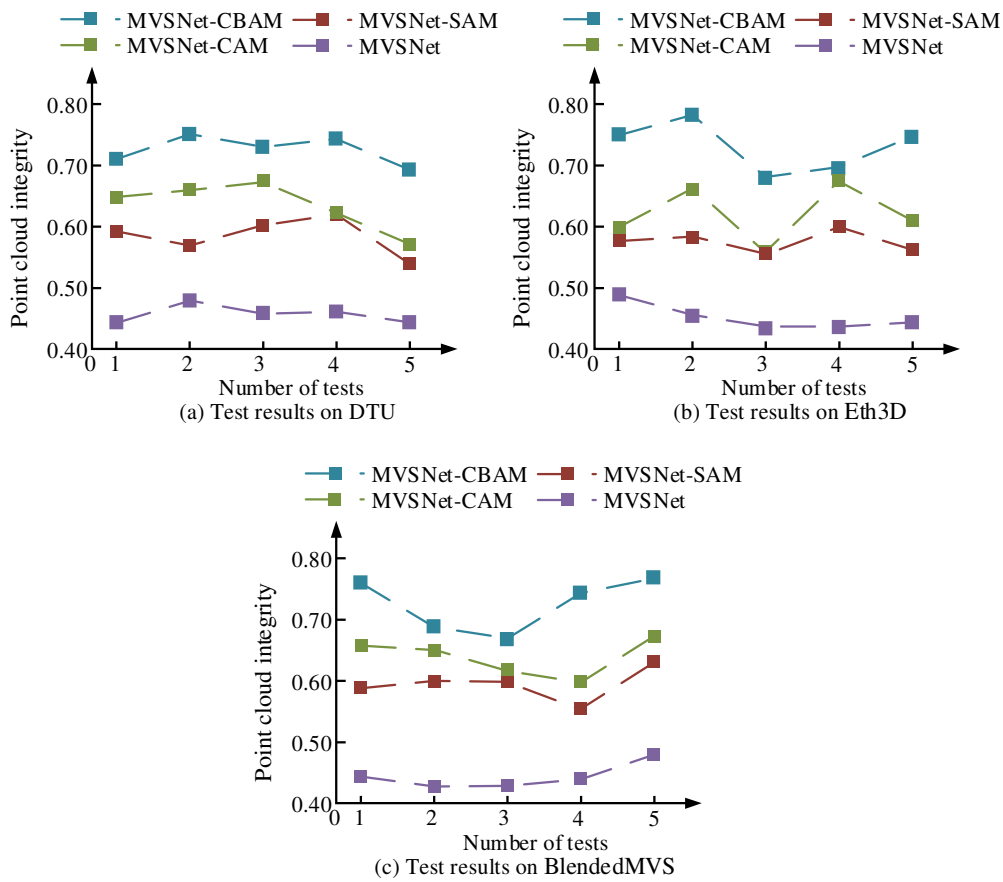 MVSNet-CBAM MVSNet-SAM
MVSNet-CAM MVSNet
Point cloud integrity
0.80
0.70
0.60
0.50
0.40
0 1 2 3 4 5
Number of tests
(a) Test results on DTU
MVSNet-CBAM MVSNet-SAM
MVSNet-CAM MVSNet
Point cloud integrity
0.80
0.70
0.60
0.50
0.40
0 1 2 3 4 5
Number of tests
(b) Test results on Eth3D
MVSNet-CBAM MVSNet-SAM
MVSNet-CAM MVSNet
Point cloud integrity
0.80
0.70
0.60
0.50
0.40
0 1 2 3 4 5
Number of tests
(c) Test results on BlendedMVS